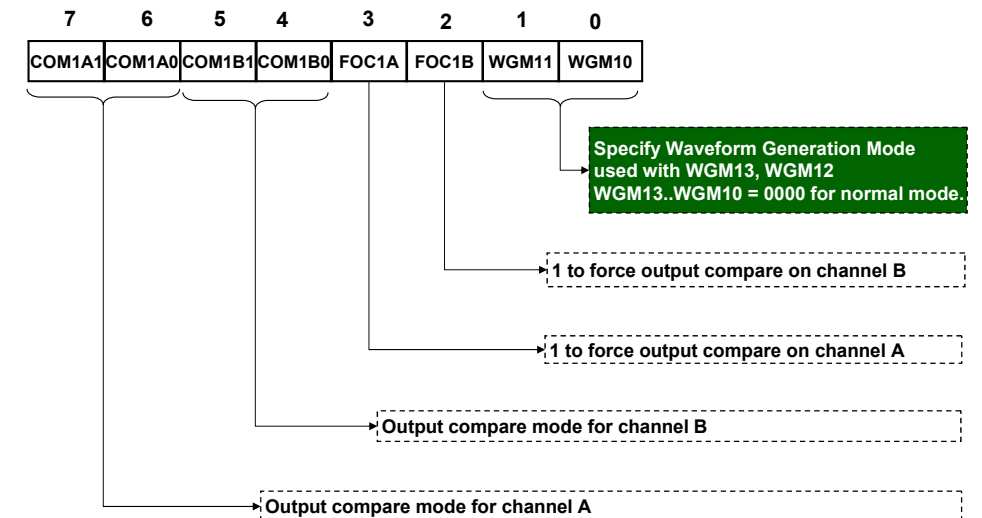 7 6 5 4 3 2 1 0
COM1A1 COM1A0 COM1B1 COM1B0 FOC1A FOC1B WGM11 WGM10
Specify Waveform Generation Mode
used with WGM13, WGM12
WGM13..WGM10 = 0000 for normal mode.
1 to force output compare on channel B
1 to force output compare on channel A
Output compare mode for channel B
Output compare mode for channel A